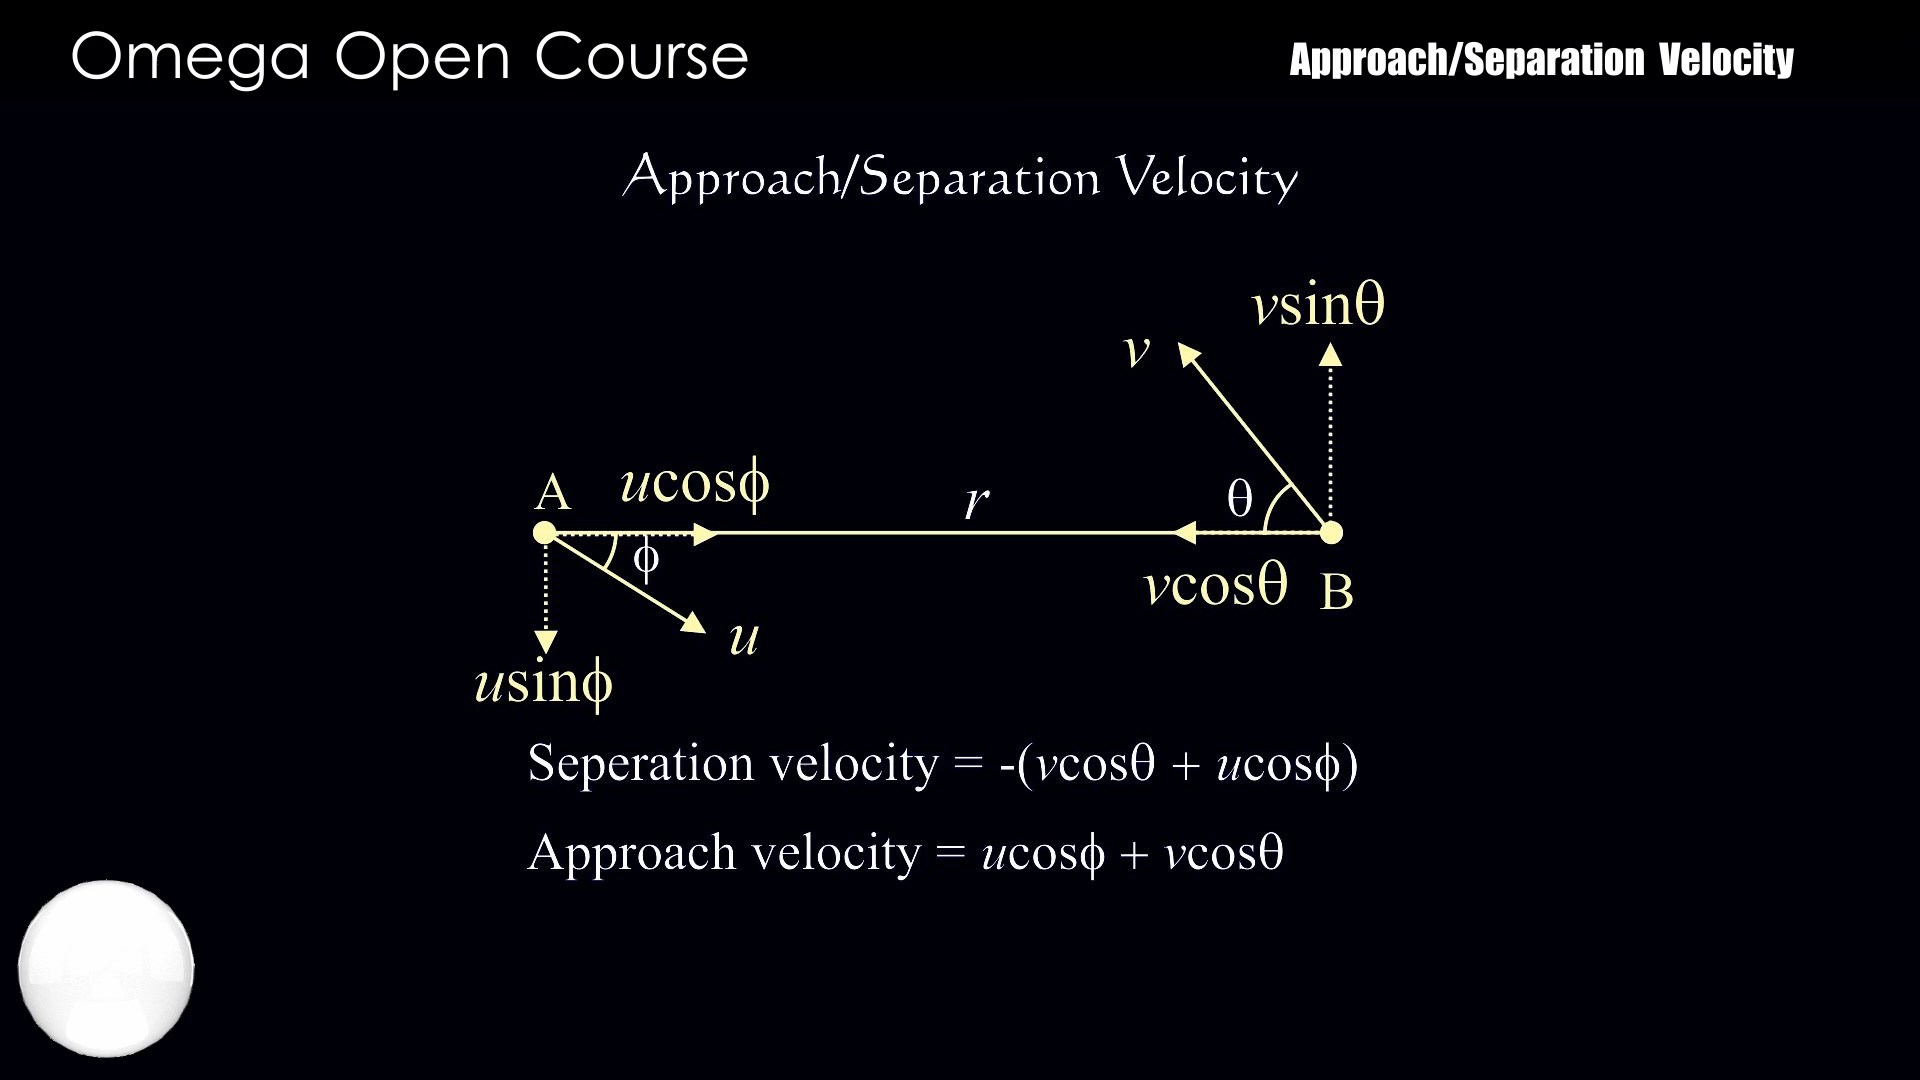 Omega Open Course
Approach/Separation Velocity
Approach/Separation Velocity
vsinθ
v
A
ucosϕ
r
θ
ϕ
vcosθ
B
u
usinϕ
Seperation velocity = -(vcosθ + ucosϕ)
Approach velocity = ucosϕ + vcosθ